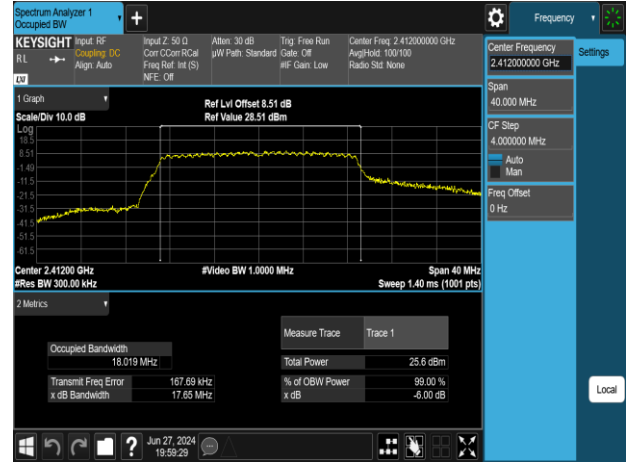 Spectrum Analyzer 1
Occupied BW
+
Frequency
KEYSIGHT
RL
LXI
Input: RF
Coupling: DC
Align: Auto
Input Z: 50 Ω
Corr CCorr RCal
Freq Ref: Int (S)
NFE: Off
Atten: 30 dB
µW Path: Standard
Trig: Free Run
Gate: Off
#IF Gain: Low
Center Freq: 2.412000000 GHz
Avg|Hold: 100/100
Radio Std: None
Center Frequency
2.412000000 GHz
Settings
Span
40.000 MHz
CF Step
4.000000 MHz
Auto
Man
Freq Offset
0 Hz
Local
1 Graph
Scale/Div 10.0 dB
Ref Lvl Offset 8.51 dB
Ref Value 28.51 dBm
Log
18.5
8.51
-1.49
-11.5
-21.5
-31.5
-41.5
-51.5
-61.5
Center 2.41200 GHz
#Video BW 1.0000 MHz
Span 40 MHz
#Res BW 300.00 kHz
Sweep 1.40 ms (1001 pts)
2 Metrics
Measure Trace
Trace 1
Occupied Bandwidth
18.019 MHz
Total Power
25.6 dBm
Transmit Freq Error
167.69 kHz
% of OBW Power
99.00 %
x dB Bandwidth
17.65 MHz
x dB
-6.00 dB
?
Jun 27, 2024
19:59:29